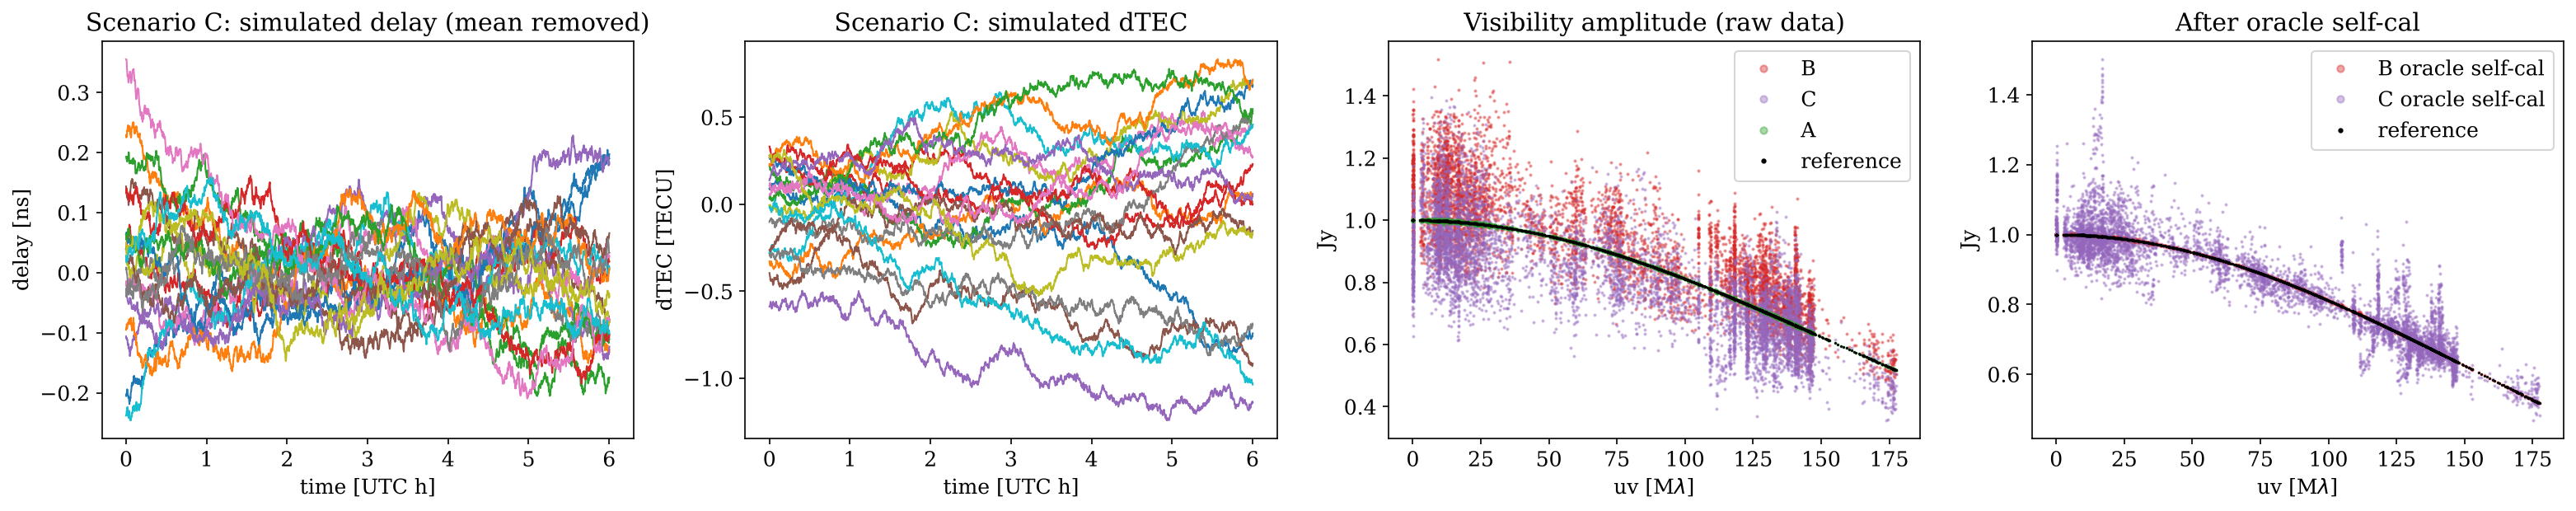 Scenario C: simulated delay (mean removed)
delay [ns]
0.3
0.2
0.1
0.0
−0.1
−0.2
0 1 2 3 4 5 6
time [UTC h]
Scenario C: simulated dTEC
dTEC [TECU]
0.5
0.0
−0.5
−1.0
0 1 2 3 4 5 6
time [UTC h]
Visibility amplitude (raw data)
Jy
1.4
1.2
1.0
0.8
0.6
0.4
0 25 50 75 100 125 150 175
uv [Mλ]
B
C
A
reference
After oracle self-cal
Jy
1.4
1.2
1.0
0.8
0.6
0 25 50 75 100 125 150 175
uv [Mλ]
B oracle self-cal
C oracle self-cal
reference